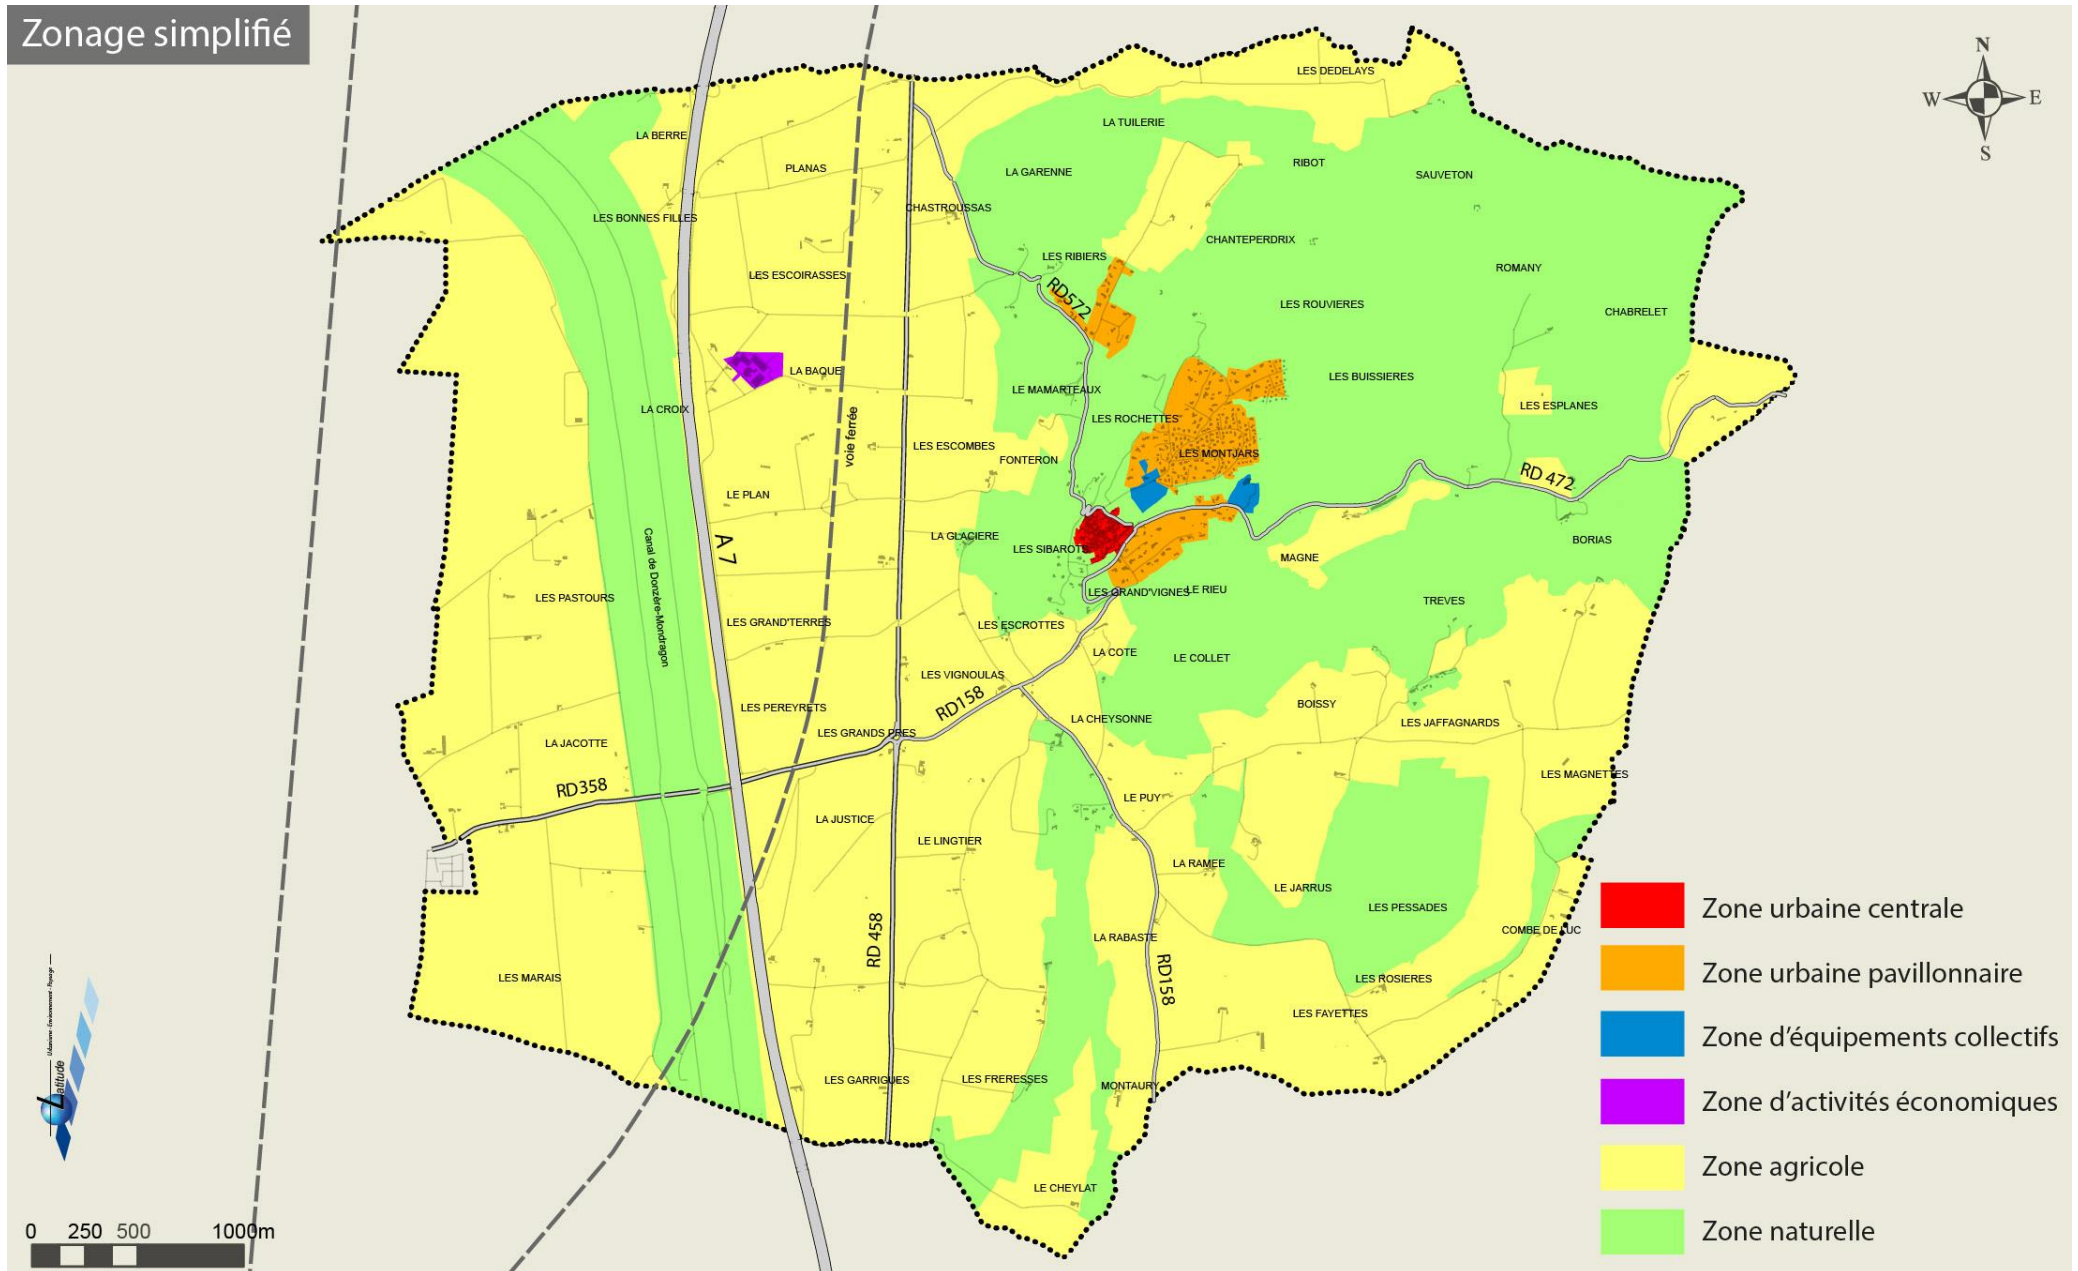 Zonage simplifié
N
W
E
S
LES DEDELAYS
LA TUILERIE
LA BERRE
PLANAS
LA GARENNE
RIBOT
SAUVETON
CHASTROUSSAS
LES BONNES FILLES
CHANTEPERDRIX
LES RIBIERS
ROMANY
LES ESCOIRASSES
RD572
LES ROUVIERES
CHABRELET
LA BAQUE
LES BUISSIERES
LE MAMARTEAUX
LA CROIX
LES ESPLANES
LES ROCHETTES
voie ferrée
LES ESCOMBES
FONTERON
LES MONTJARS
RD 472
LE PLAN
LA GLACIERE
LES SIBAROTS
A 7
BORIAS
MAGNE
Canal de Donzère-Mondragon
LES PASTOURS
LES GRAND'VIGNES
LE RIEU
TREVES
LES GRAND'TERRES
LES ESCROTTES
LA COTE
LE COLLET
LES VIGNOULAS
RD158
LES PEREYRETS
BOISSY
LA CHEYSONNE
LES JAFFAGNARDS
LES GRANDS PRES
LA JACOTTE
LES MAGNETTES
RD358
LE PUY
LA JUSTICE
LE LINGTIER
LA RAMEE
LE JARRUS
LES PESSADES
COMBE DE LUC
RD 458
LA RABASTE
RD158
LES MARAIS
LES ROSIERES
LES FAYETTES
LES GARRIGUES
LES FRERESSES
MONTAURY
LE CHEYLAT
Zone urbaine centrale
Zone urbaine pavillonnaire
Zone d'équipements collectifs
Zone d'activités économiques
Zone agricole
Zone naturelle
Latitude
Urbanisme - Environnement - Paysage
0 250 500 1000m